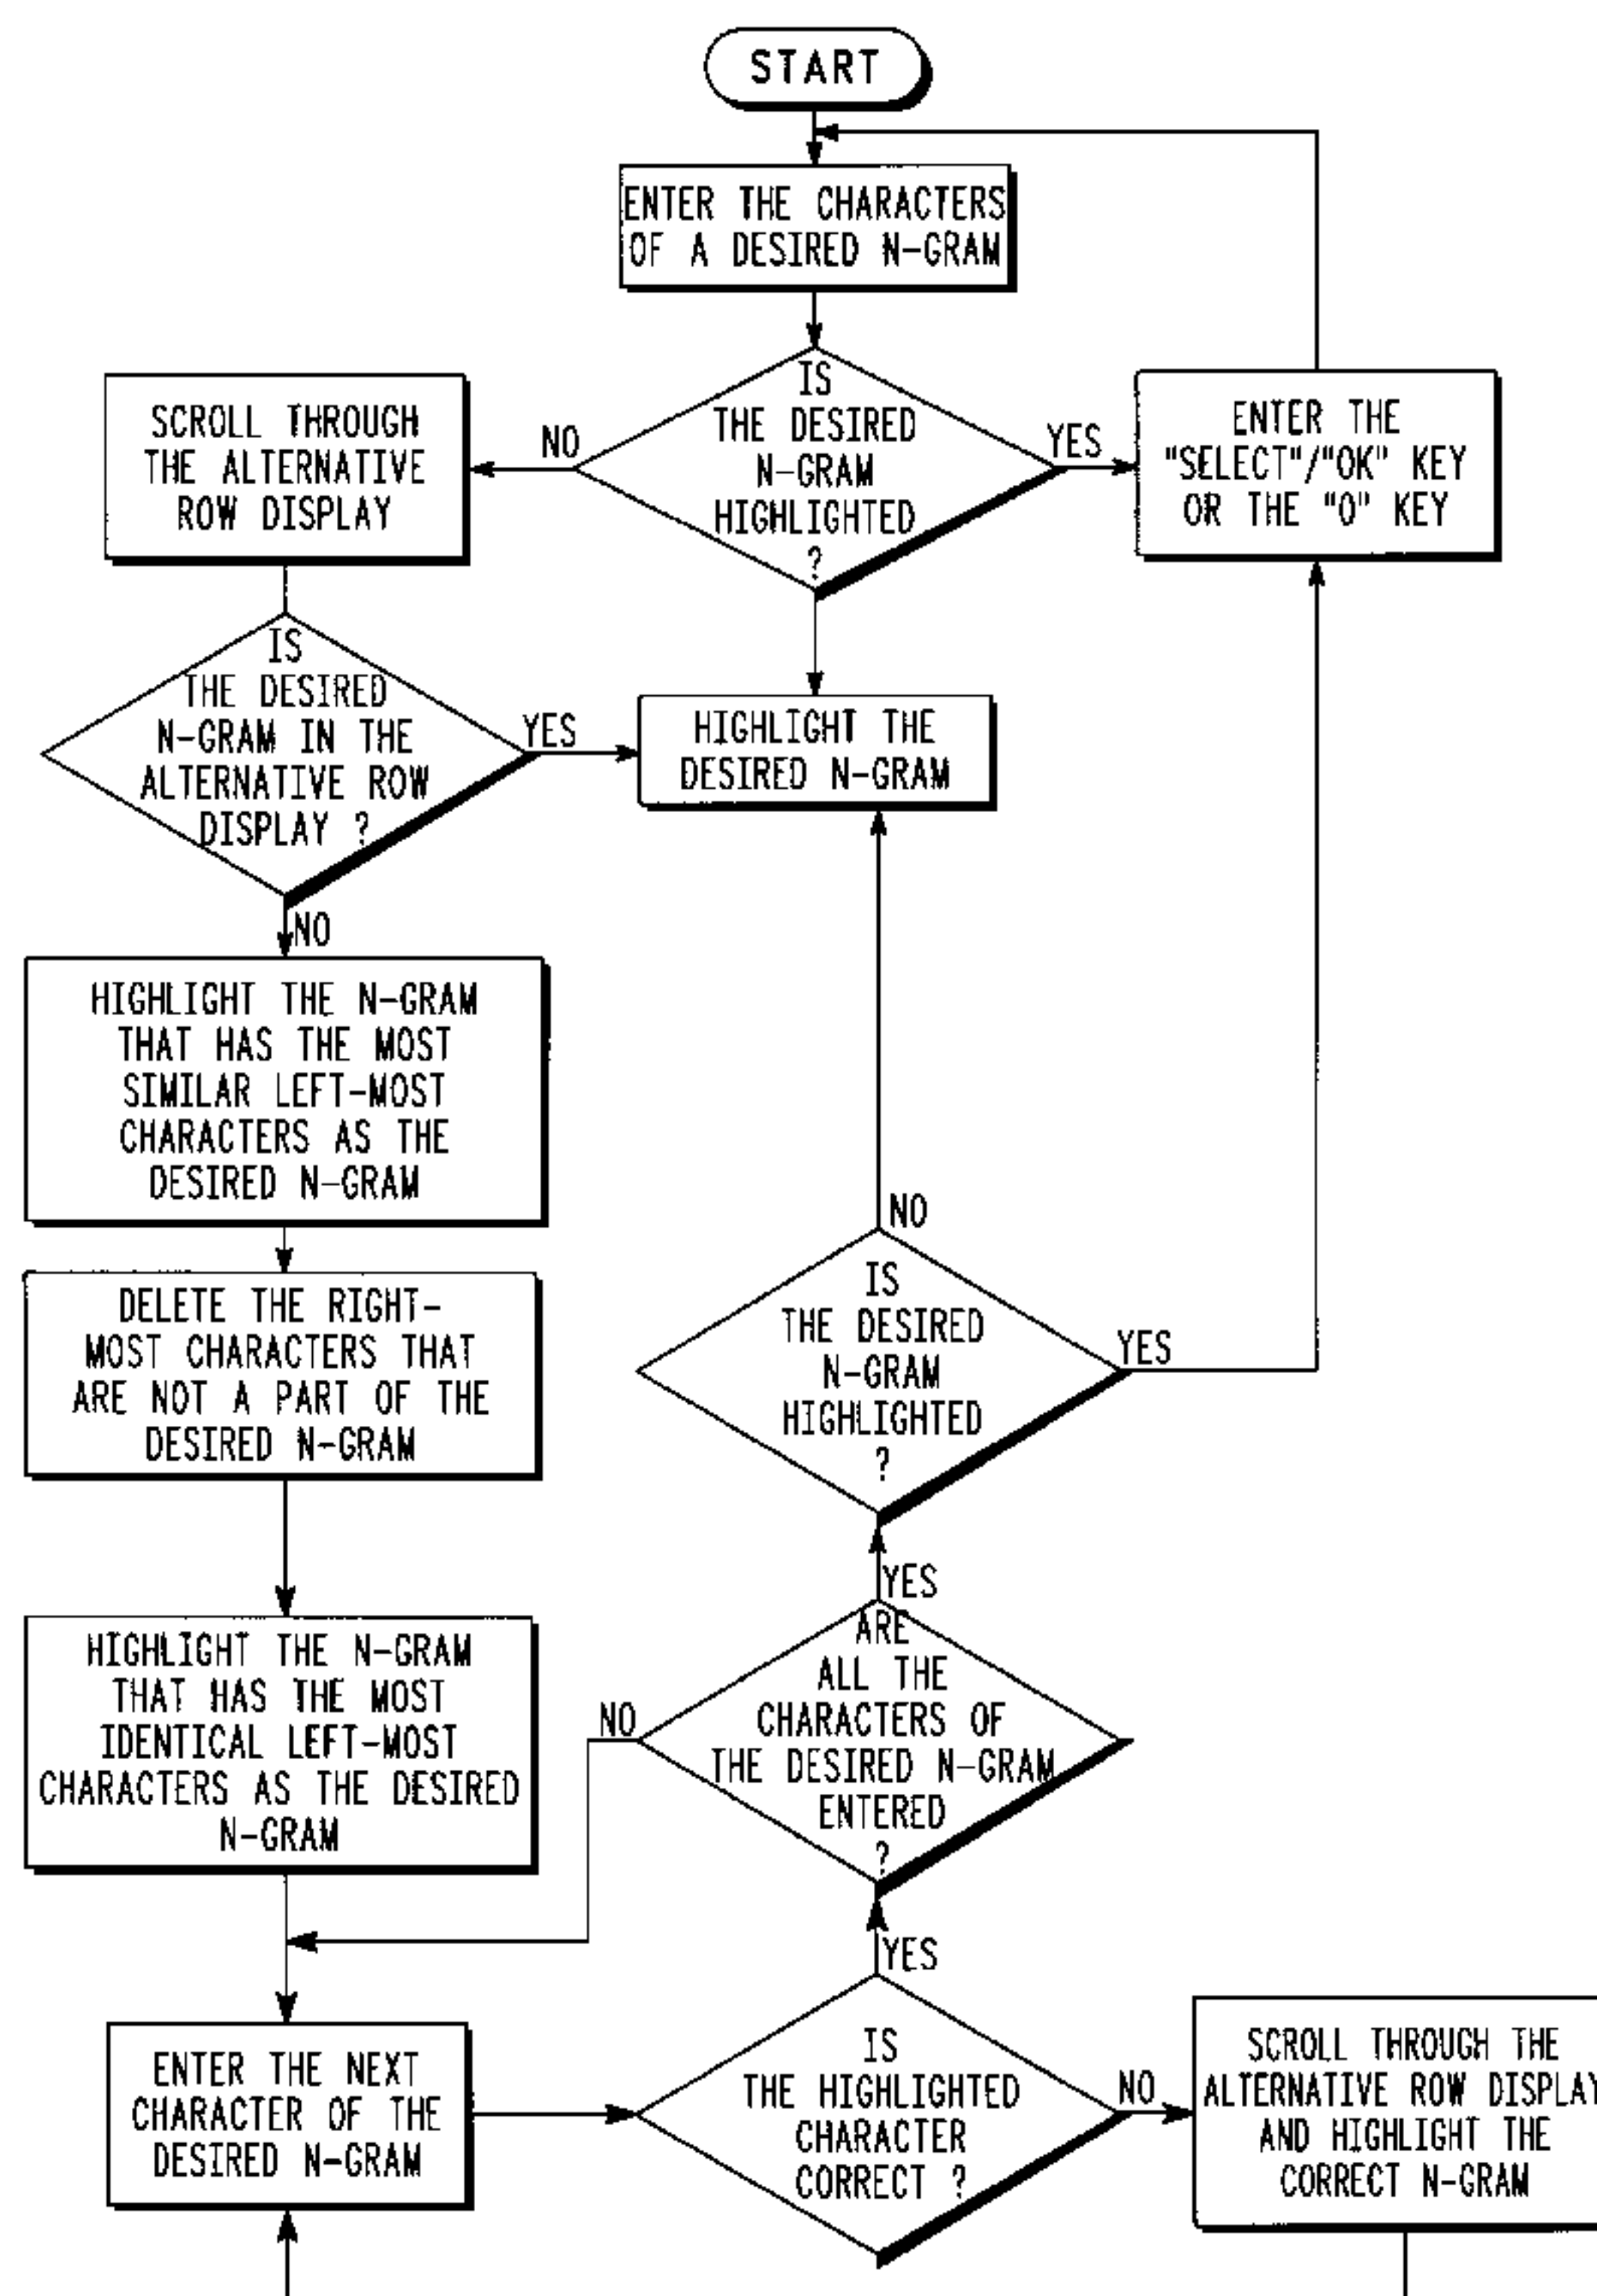 START
ENTER THE CHARACTERS
OF A DESIRED N-GRAM
IS
THE DESIRED
N-GRAM
HIGHLIGHTED
?
NO
YES
SCROLL THROUGH
THE ALTERNATIVE
ROW DISPLAY
ENTER THE
"SELECT"/"OK" KEY
OR THE "0" KEY
IS
THE DESIRED
N-GRAM IN THE
ALTERNATIVE ROW
DISPLAY ?
YES
NO
HIGHLIGHT THE
DESIRED N-GRAM
HIGHLIGHT THE N-GRAM
THAT HAS THE MOST
SIMILAR LEFT-MOST
CHARACTERS AS THE
DESIRED N-GRAM
DELETE THE RIGHT-
MOST CHARACTERS THAT
ARE NOT A PART OF THE
DESIRED N-GRAM
NO
IS
THE DESIRED
N-GRAM
HIGHLIGHTED
?
YES
HIGHLIGHT THE N-GRAM
THAT HAS THE MOST
IDENTICAL LEFT-MOST
CHARACTERS AS THE DESIRED
N-GRAM
YES
ARE
ALL THE
CHARACTERS OF
THE DESIRED N-GRAM
ENTERED
?
NO
ENTER THE NEXT
CHARACTER OF THE
DESIRED N-GRAM
YES
IS
THE HIGHLIGHTED
CHARACTER
CORRECT ?
NO
SCROLL THROUGH THE
ALTERNATIVE ROW DISPLAY
AND HIGHLIGHT THE
CORRECT N-GRAM